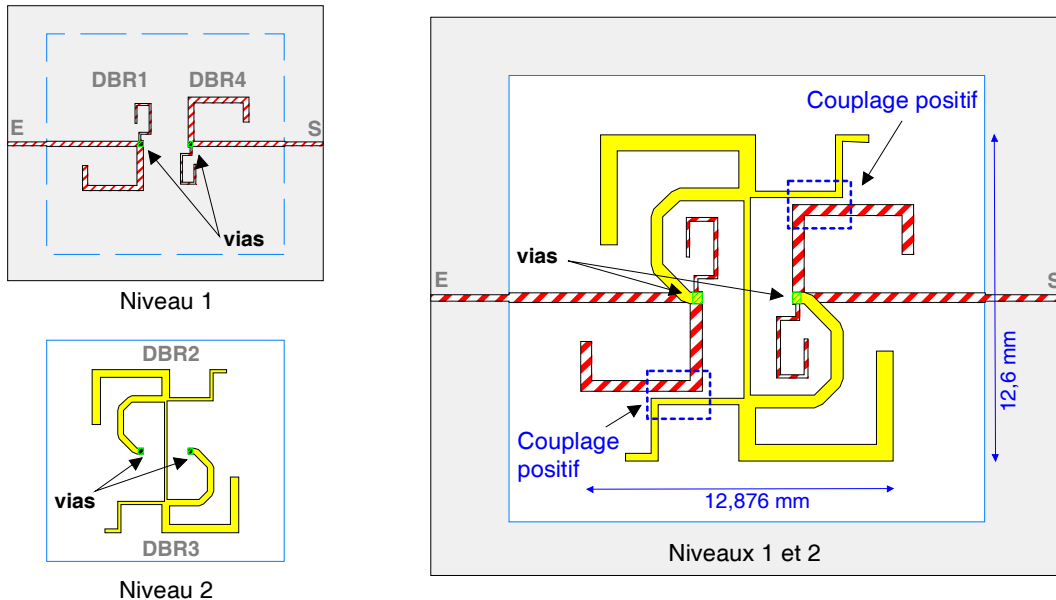 DBR1
DBR4
E
S
vias
Niveau 1
DBR2
vias
DBR3
Niveau 2
Couplage positif
vias
E
S
12,6 mm
Couplage
positif
12,876 mm
Niveaux 1 et 2